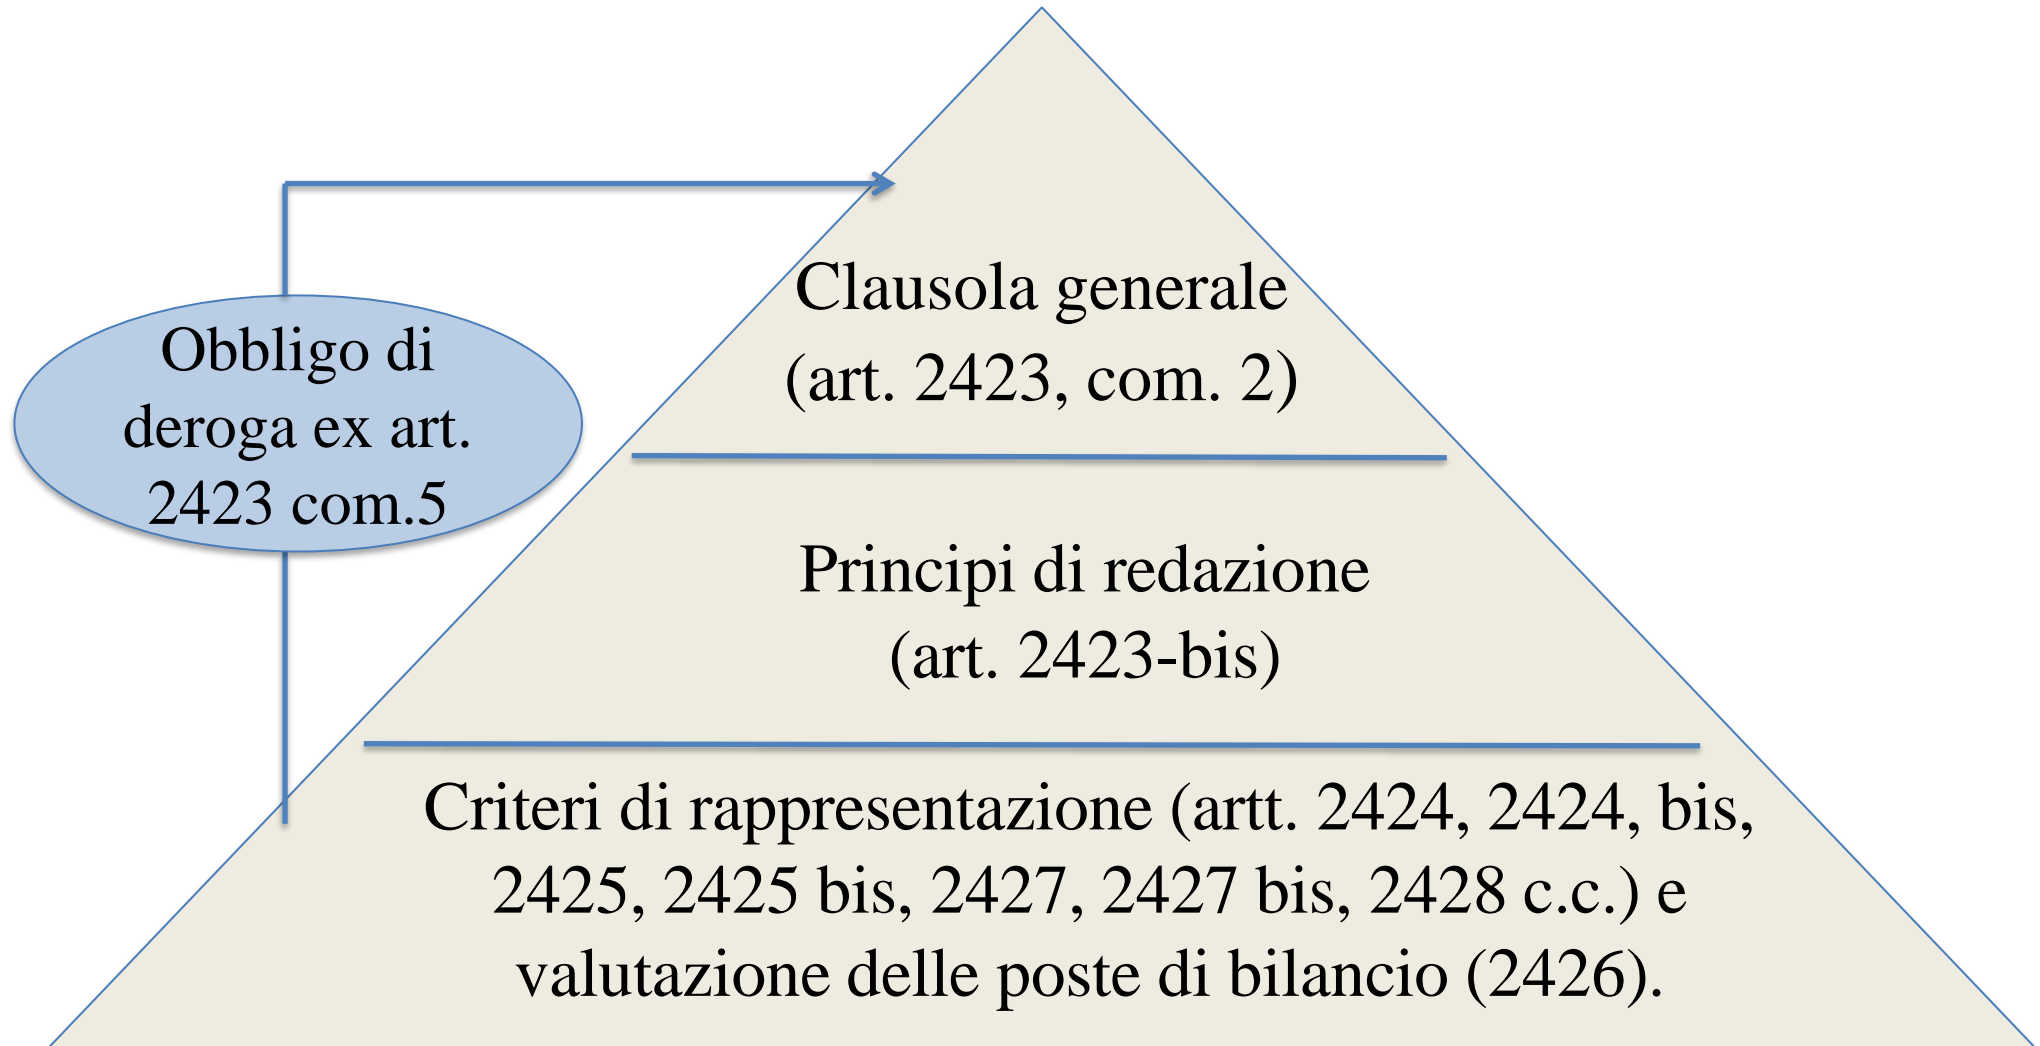 Clausola generale
(art. 2423, com. 2)
Obbligo di
deroga ex art.
2423 com.5
Principi di redazione
(art. 2423-bis)
Criteri di rappresentazione (artt. 2424, 2424, bis,
2425, 2425 bis, 2427, 2427 bis, 2428 c.c.) e
valutazione delle poste di bilancio (2426).